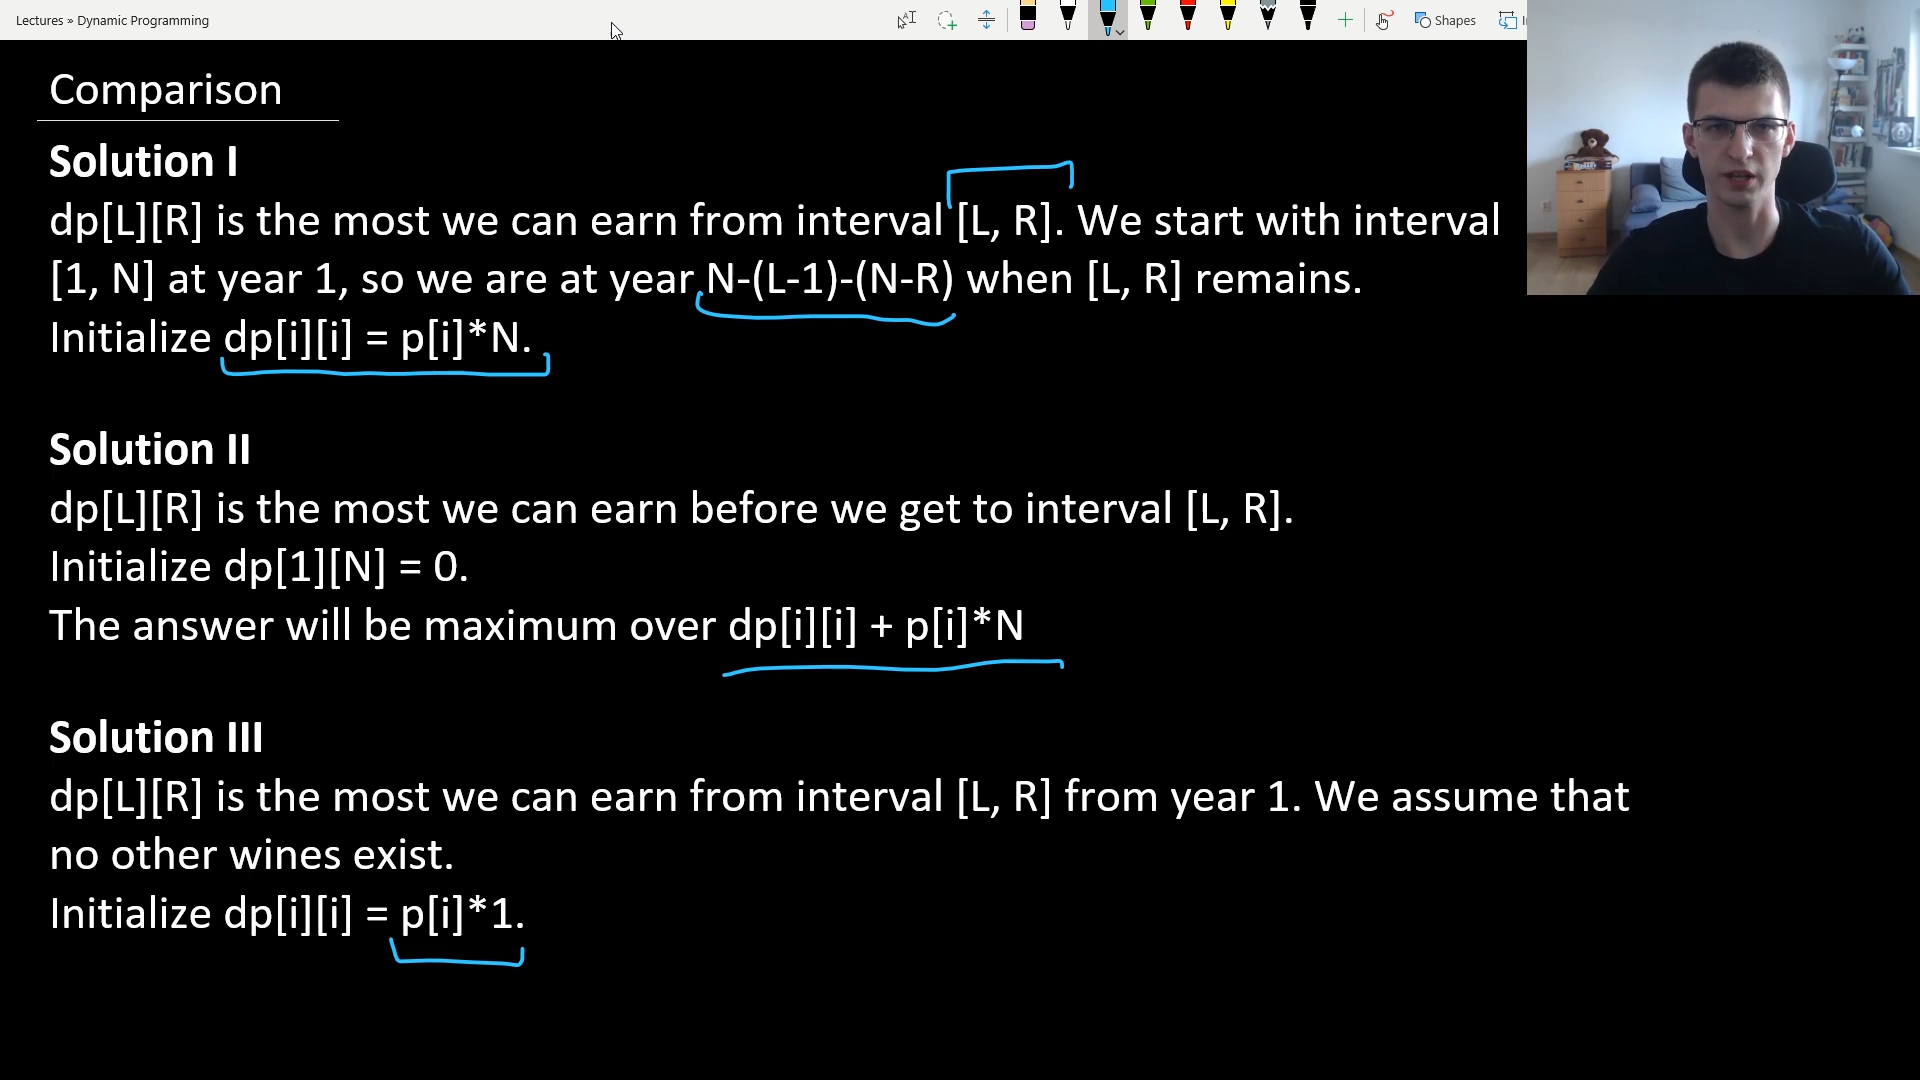 Lectures » Dynamic Programming
Shapes
Comparison
Solution I
dp[L][R] is the most we can earn from interval [L, R]. We start with interval
[1, N] at year 1, so we are at year N-(L-1)-(N-R) when [L, R] remains.
Initialize dp[i][i] = p[i]*N.
Solution II
dp[L][R] is the most we can earn before we get to interval [L, R].
Initialize dp[1][N] = 0.
The answer will be maximum over dp[i][i] + p[i]*N
Solution III
dp[L][R] is the most we can earn from interval [L, R] from year 1. We assume that
no other wines exist.
Initialize dp[i][i] = p[i]*1.